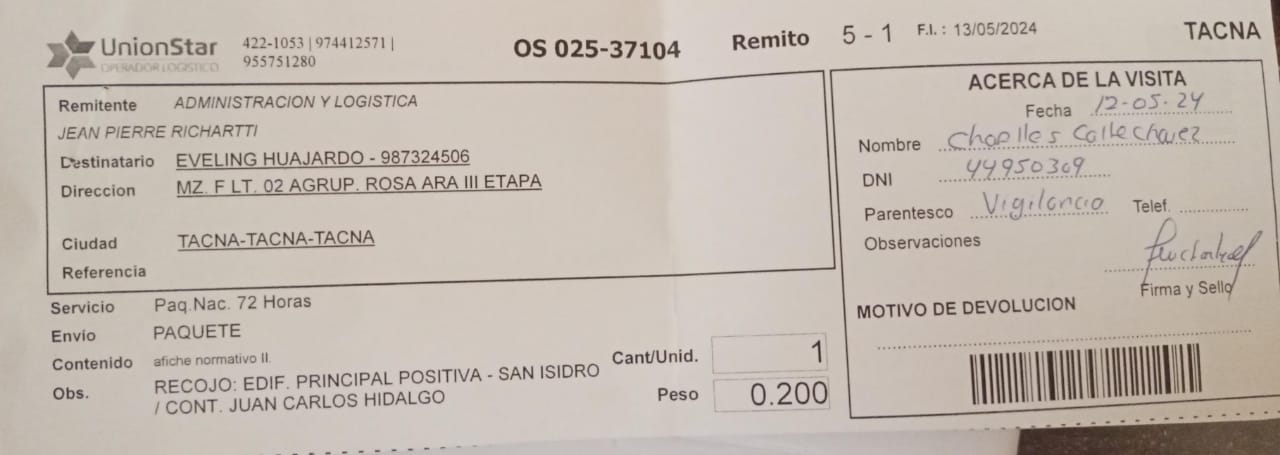 UnionStar
OPERADOR LOGISTICO
422-1053 | 974412571 |
955751280
OS 025-37104
Remito 5 - 1
F.I. : 13/05/2024
TACNA
Remitente ADMINISTRACION Y LOGISTICA
JEAN PIERRE RICHARTTI
Destinatario EVELING HUAJARDO - 987324506
Direccion MZ. F LT. 02 AGRUP. ROSA ARA III ETAPA
Ciudad TACNA-TACNA-TACNA
Referencia
Servicio Paq.Nac. 72 Horas
Envío PAQUETE
Contenido afiche normativo II.
Obs. RECOJO: EDIF. PRINCIPAL POSITIVA - SAN ISIDRO
/ CONT. JUAN CARLOS HIDALGO
Cant/Unid. 1
Peso 0.200
ACERCA DE LA VISITA
Fecha 12-05-24
Nombre Calle Chavez
DNI 44950369
Parentesco Vigilancia Telef.
Observaciones
Firma y Sello
MOTIVO DE DEVOLUCION